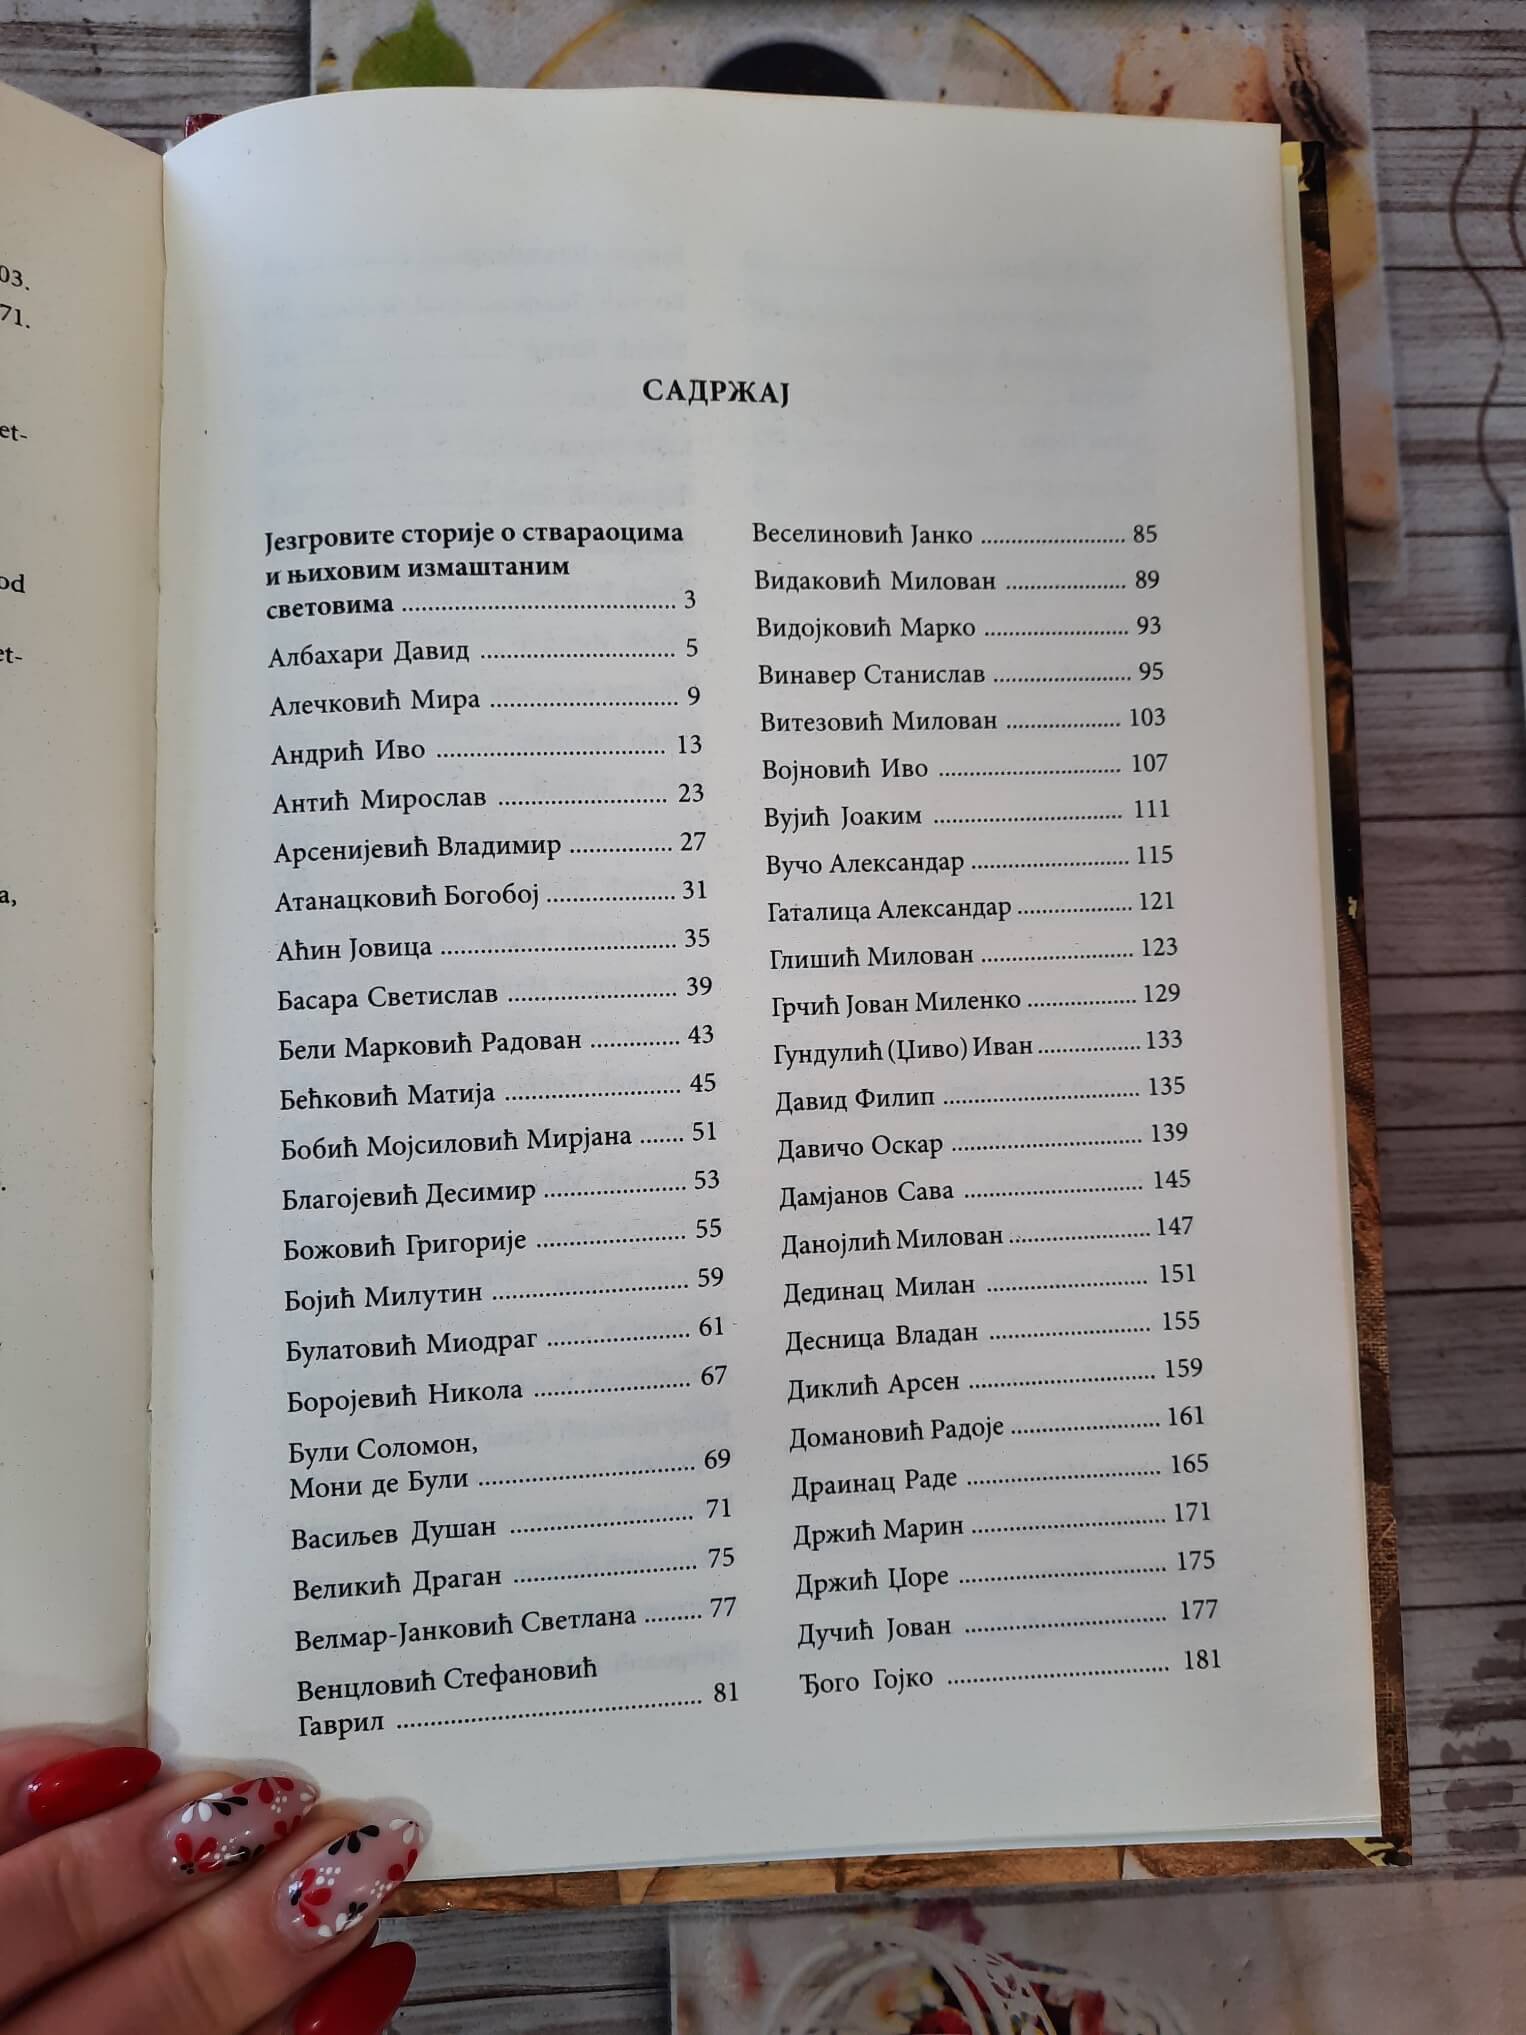 03.
71.
et-
od
et-
а,
САДРЖАЈ
Језгровите сторије о ствараоцима
и њиховим измаштаним
световима ........................................ 3
Албахари Давид ............................ 5
Алечковић Мира ........................... 9
Андрић Иво ................................. 13
Антић Мирослав ........................ 23
Арсенијевић Владимир ............... 27
Атанацковић Богобој ................... 31
Аћин Јовица .................................. 35
Басара Светислав ........................ 39
Бели Марковић Радован ............. 43
Бећковић Матија ......................... 45
Бобић Мојсиловић Мирјана ....... 51
Благојевић Десимир ..................... 53
Божовић Григорије ...................... 55
Бојић Милутин ............................. 59
Булатовић Миодраг ..................... 61
Боројевић Никола ....................... 67
Були Соломон,
Мони де Були ............................... 69
Васиљев Душан .......................... 71
Великић Драган .......................... 75
Велмар-Јанковић Светлана ......... 77
Венцловић Стефановић
Гаврил ............................................ 81
Веселиновић Јанко ..................... 85
Видаковић Милован ................. 89
Видојковић Марко ..................... 93
Винавер Станислав .................... 95
Витезовић Милован ................. 103
Војновић Иво .......................... 107
Вујић Јоаким ........................... 111
Вучо Александар ....................... 115
Гаталица Александар ................. 121
Глишић Милован ...................... 123
Грчић Јован Миленко ................ 129
Гундулић (Џиво) Иван ............... 133
Давид Филип ............................ 135
Давичо Оскар ........................... 139
Дамјанов Сава .......................... 145
Данојлић Милован .................... 147
Дединац Милан ........................ 151
Десница Владан ....................... 155
Диклић Арсен .......................... 159
Домановић Радоје ..................... 161
Драинац Раде ........................... 165
Држић Марин ........................... 171
Држић Џоре ............................. 175
Дучић Јован ............................. 177
Ђого Гојко ................................ 181